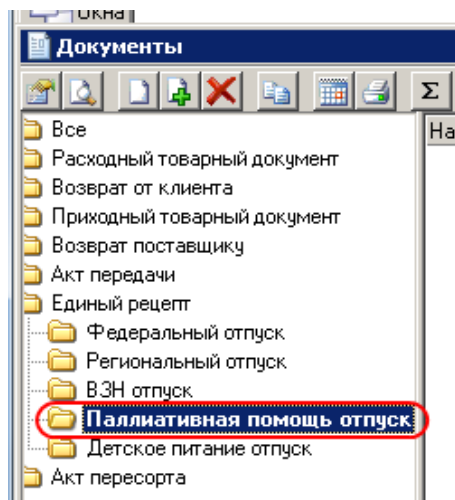 Окна
Документы
Σ
Все
На
Расходный товарный документ
Возврат от клиента
Приходный товарный документ
Возврат поставщику
Акт передачи
Единый рецепт
Федеральный отпуск
Региональный отпуск
ВЗН отпуск
Паллиативная помощь отпуск
Детское питание отпуск
Акт пересорта